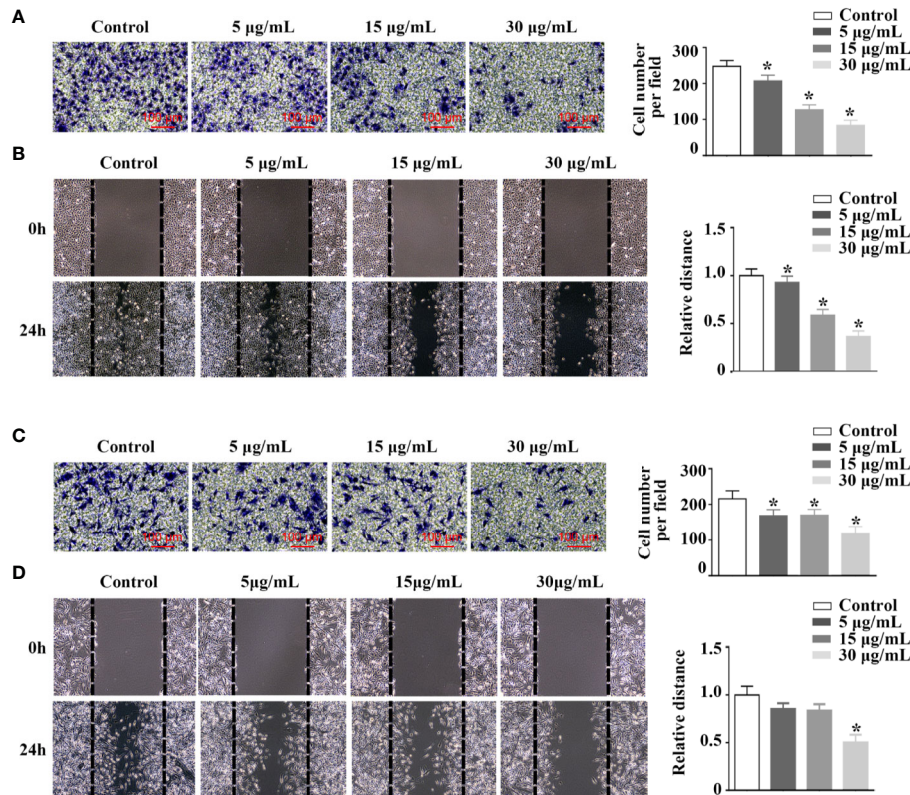 A
Control 5 μg/mL 15 μg/mL 30 μg/mL
100 μm 100 μm 100 μm 100 μm
Cell number
per field
300
200
100
0
* * *
Control
5 μg/mL
15 μg/mL
30 μg/mL
B
Control 5 μg/mL 15 μg/mL 30 μg/mL
0h
24h
Relative distance
1.5
1.0
0.5
0
* * *
Control
5 μg/mL
15 μg/mL
30 μg/mL
C
Control 5 μg/mL 15 μg/mL 30 μg/mL
100 μm 100 μm 100 μm 100 μm
Cell number
per field
300
200
100
0
* * *
Control
5 μg/mL
15 μg/mL
30 μg/mL
D
Control 5μg/mL 15μg/mL 30μg/mL
0h
24h
Relative distance
1.5
1.0
0.5
0
*
Control
5 μg/mL
15 μg/mL
30 μg/mL